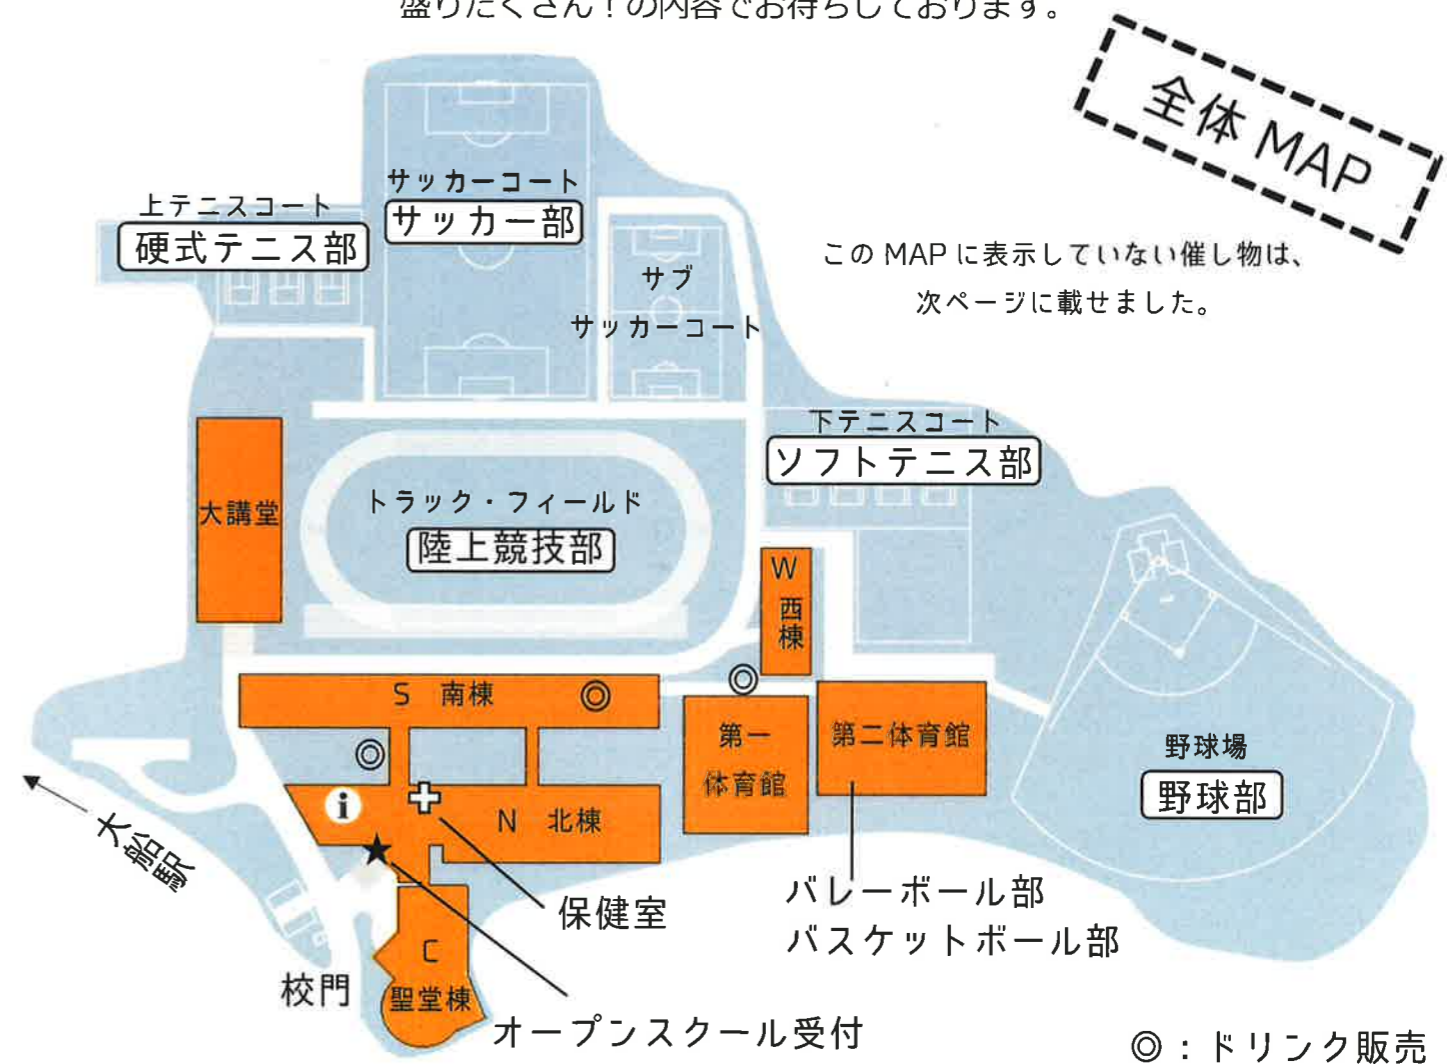 盛りだくさん！の内容でお待ちしております。
全体 MAP
このMAPに表示していない催し物は、
次ページに載せました。
サッカーコート
サッカー部
上テニスコート
硬式テニス部
サブ
サッカーコート
下テニスコート
ソフトテニス部
大講堂
トラック・フィールド
陸上競技部
W
西
棟
S 南棟
◎
◎
◎
第一
体育館
第二体育館
野球場
野球部
i
N 北棟
大船駅
保健室
バレーボール部
バスケットボール部
C
聖堂棟
校門
オープンスクール受付
◎：ドリンク販売